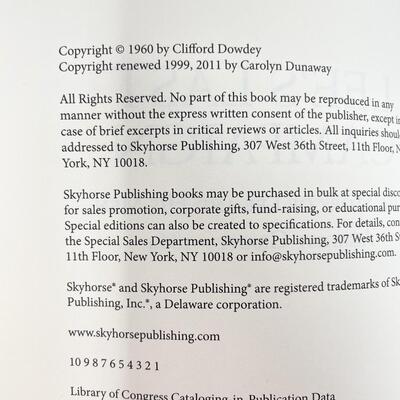 Copyright © 1960 by Clifford Dowdey
Copyright renewed 1999, 2011 by Carolyn Dunaway
All Rights Reserved. No part of this book may be reproduced in any
manner without the express written consent of the publisher, except in
case of brief excerpts in critical reviews or articles. All inquiries shoul
addressed to Skyhorse Publishing, 307 West 36th Street, 11th Floor, N
York, NY 10018.
Skyhorse Publishing books may be purchased in bulk at special disco
for sales promotion, corporate gifts, fund-raising, or educational pur
Special editions can also be created to specifications. For details, con
the Special Sales Department, Skyhorse Publishing, 307 West 36th S
11th Floor, New York, NY 10018 or info@skyhorsepublishing.com.
Skyhorse® and Skyhorse Publishing® are registered trademarks of Sk
Publishing, Inc.®, a Delaware corporation.
www.skyhorsepublishing.com
10 9 8 7 6 5 4 3 2 1
Library of Congress Cataloging-in-Publication Data